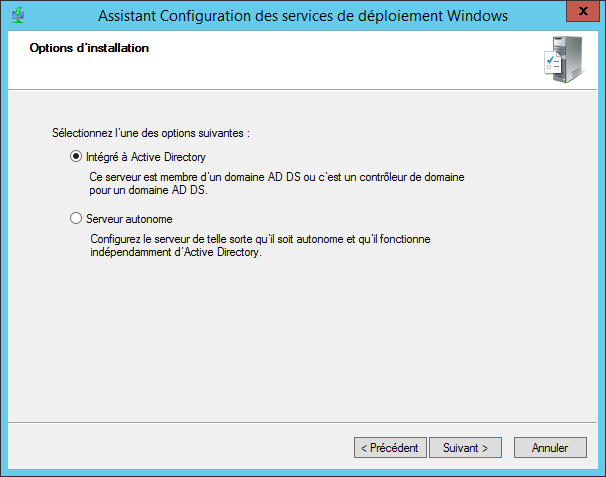 Assistant Configuration des services de déploiement Windows
x
Options d'installation
Sélectionnez l'une des options suivantes :
Intégré à Active Directory
Ce serveur est membre d'un domaine AD DS ou c'est un contrôleur de domaine
pour un domaine AD DS.
Serveur autonome
Configurez le serveur de telle sorte qu'il soit autonome et qu'il fonctionne
indépendamment d'Active Directory.
< Précédent Suivant > Annuler